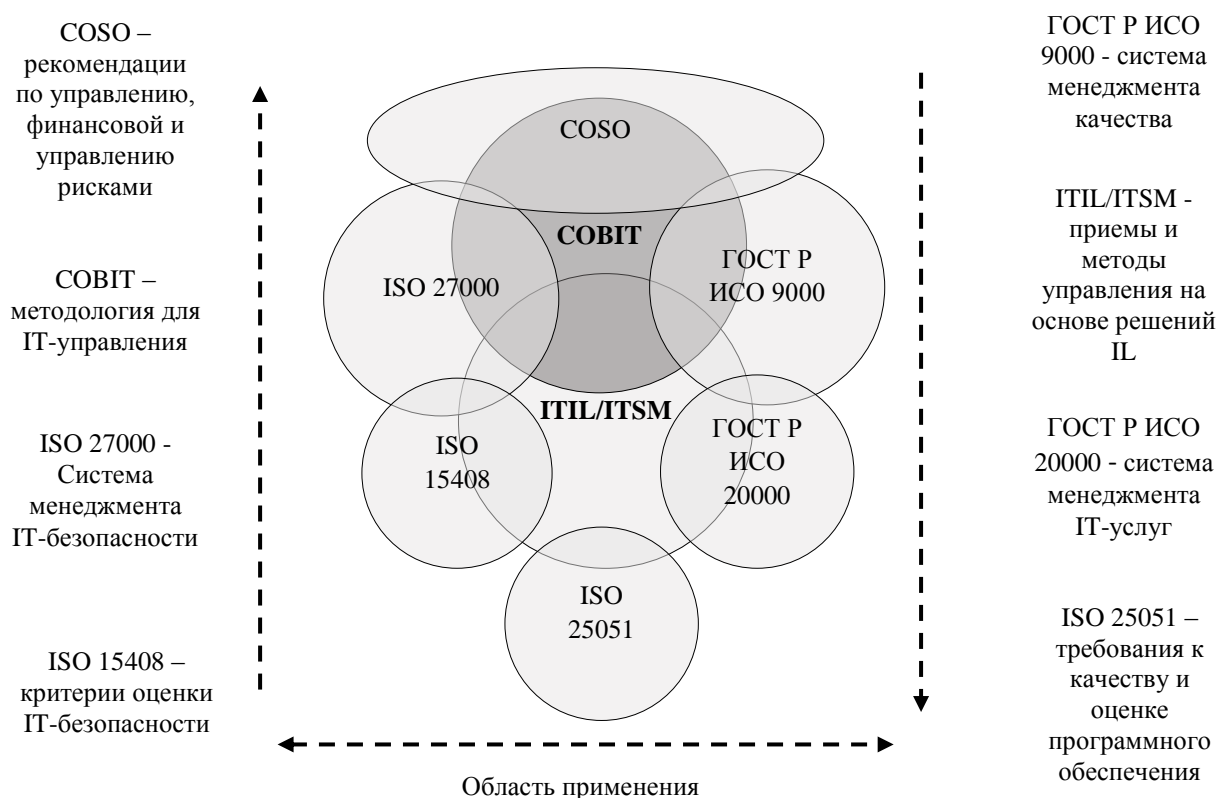 COSO –
рекомендации
по управлению,
финансовой и
управлению
рисками
COBIT –
методология для
IT-управления
ISO 27000 -
Система
менеджмента
IT-безопасности
ISO 15408 –
критерии оценки
IT-безопасности
COSO
COBIT
ISO 27000
ГОСТ Р
ИСО 9000
ITIL/ITSM
ISO
15408
ГОСТ Р
ИСО
20000
ISO
25051
Область применения
ГОСТ Р ИСО
9000 - система
менеджмента
качества
ITIL/ITSM -
приемы и
методы
управления на
основе решений
IL
ГОСТ Р ИСО
20000 - система
менеджмента
IT-услуг
ISO 25051 –
требования к
качеству и
оценке
программного
обеспечения